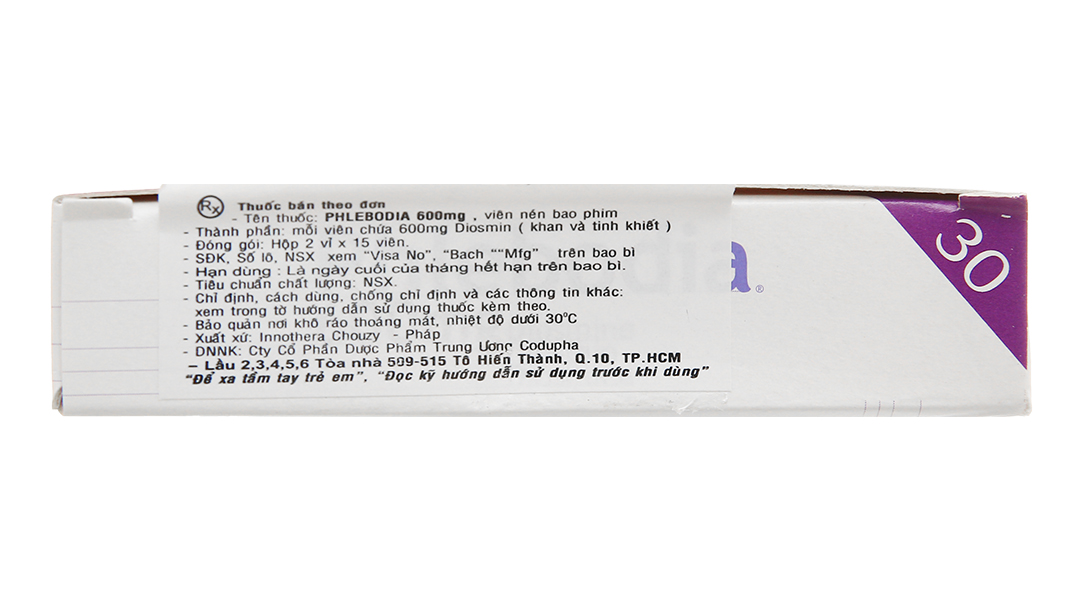 Rx Thuốc bán theo đơn
- Tên thuốc: PHLEBODIA 600mg , viên nén bao phim
- Thành phần: mỗi viên chứa 600mg Diosmin ( khan và tinh khiết )
- Đóng gói: Hộp 2 vỉ x 15 viên.
- SĐK, Số lô, NSX xem "Visa No", "Bach ""Mfg" trên bao bì
- Hạn dùng : Là ngày cuối của tháng hết hạn trên bao bì.
- Tiêu chuẩn chất lượng: NSX.
- Chỉ định, cách dùng, chống chỉ định và các thông tin khác:
xem trong tờ hướng dẫn sử dụng thuốc kèm theo.
- Bảo quản nơi khô ráo thoáng mát, nhiệt độ dưới 30°C
- Xuất xứ: Innothera Chouzy - Pháp
- DNNK: Cty Cổ Phần Dược Phẩm Trung Ương Codupha
– Lầu 2,3,4,5,6 Tòa nhà 509-515 Tô Hiến Thành, Q.10, TP.HCM
"Để xa tầm tay trẻ em", "Đọc kỹ hướng dẫn sử dụng trước khi dùng"
a®
30